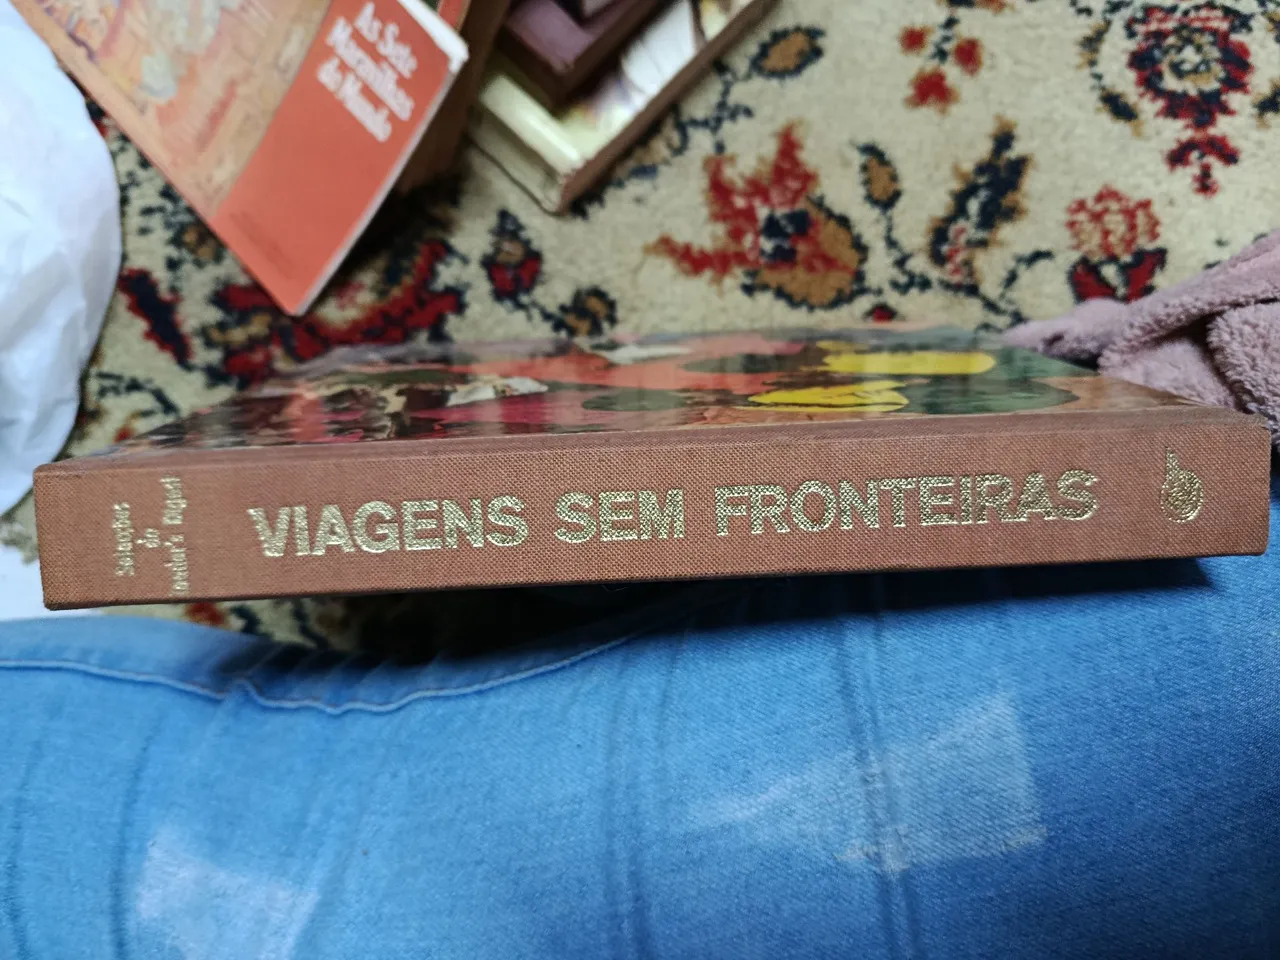 As Sete
Maravilhas
do Mundo
VIAGENS SEM FRONTEIRAS
Selecções
do
Reader's Digest